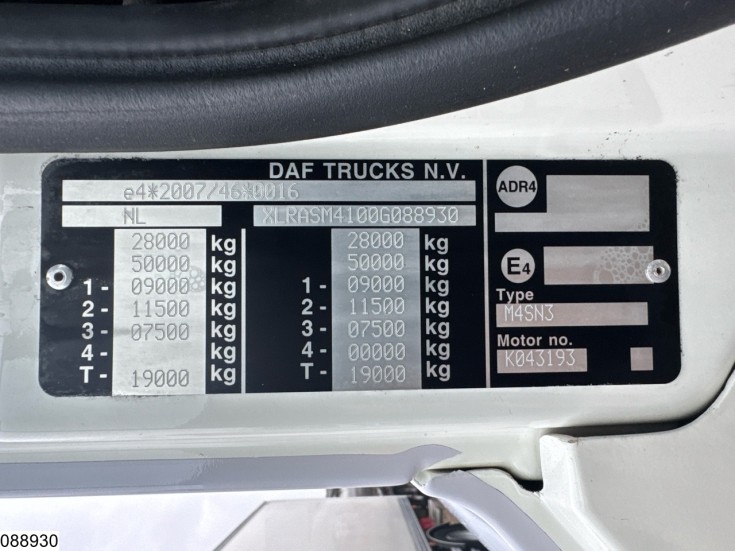 DAF TRUCKS N.V.
e4*2007/46*0016
NL XLRASM4100G088930
28000 kg 28000 kg
50000 kg 50000 kg
1 - 09000 kg 1 - 09000 kg
2 - 11500 kg 2 - 11500 kg
3 - 07500 kg 3 - 07500 kg
4 - kg 4 - 00000 kg
T - 19000 kg T - 19000 kg
ADR4
E4
Type
M4SN3
Motor no.
K043193
088930